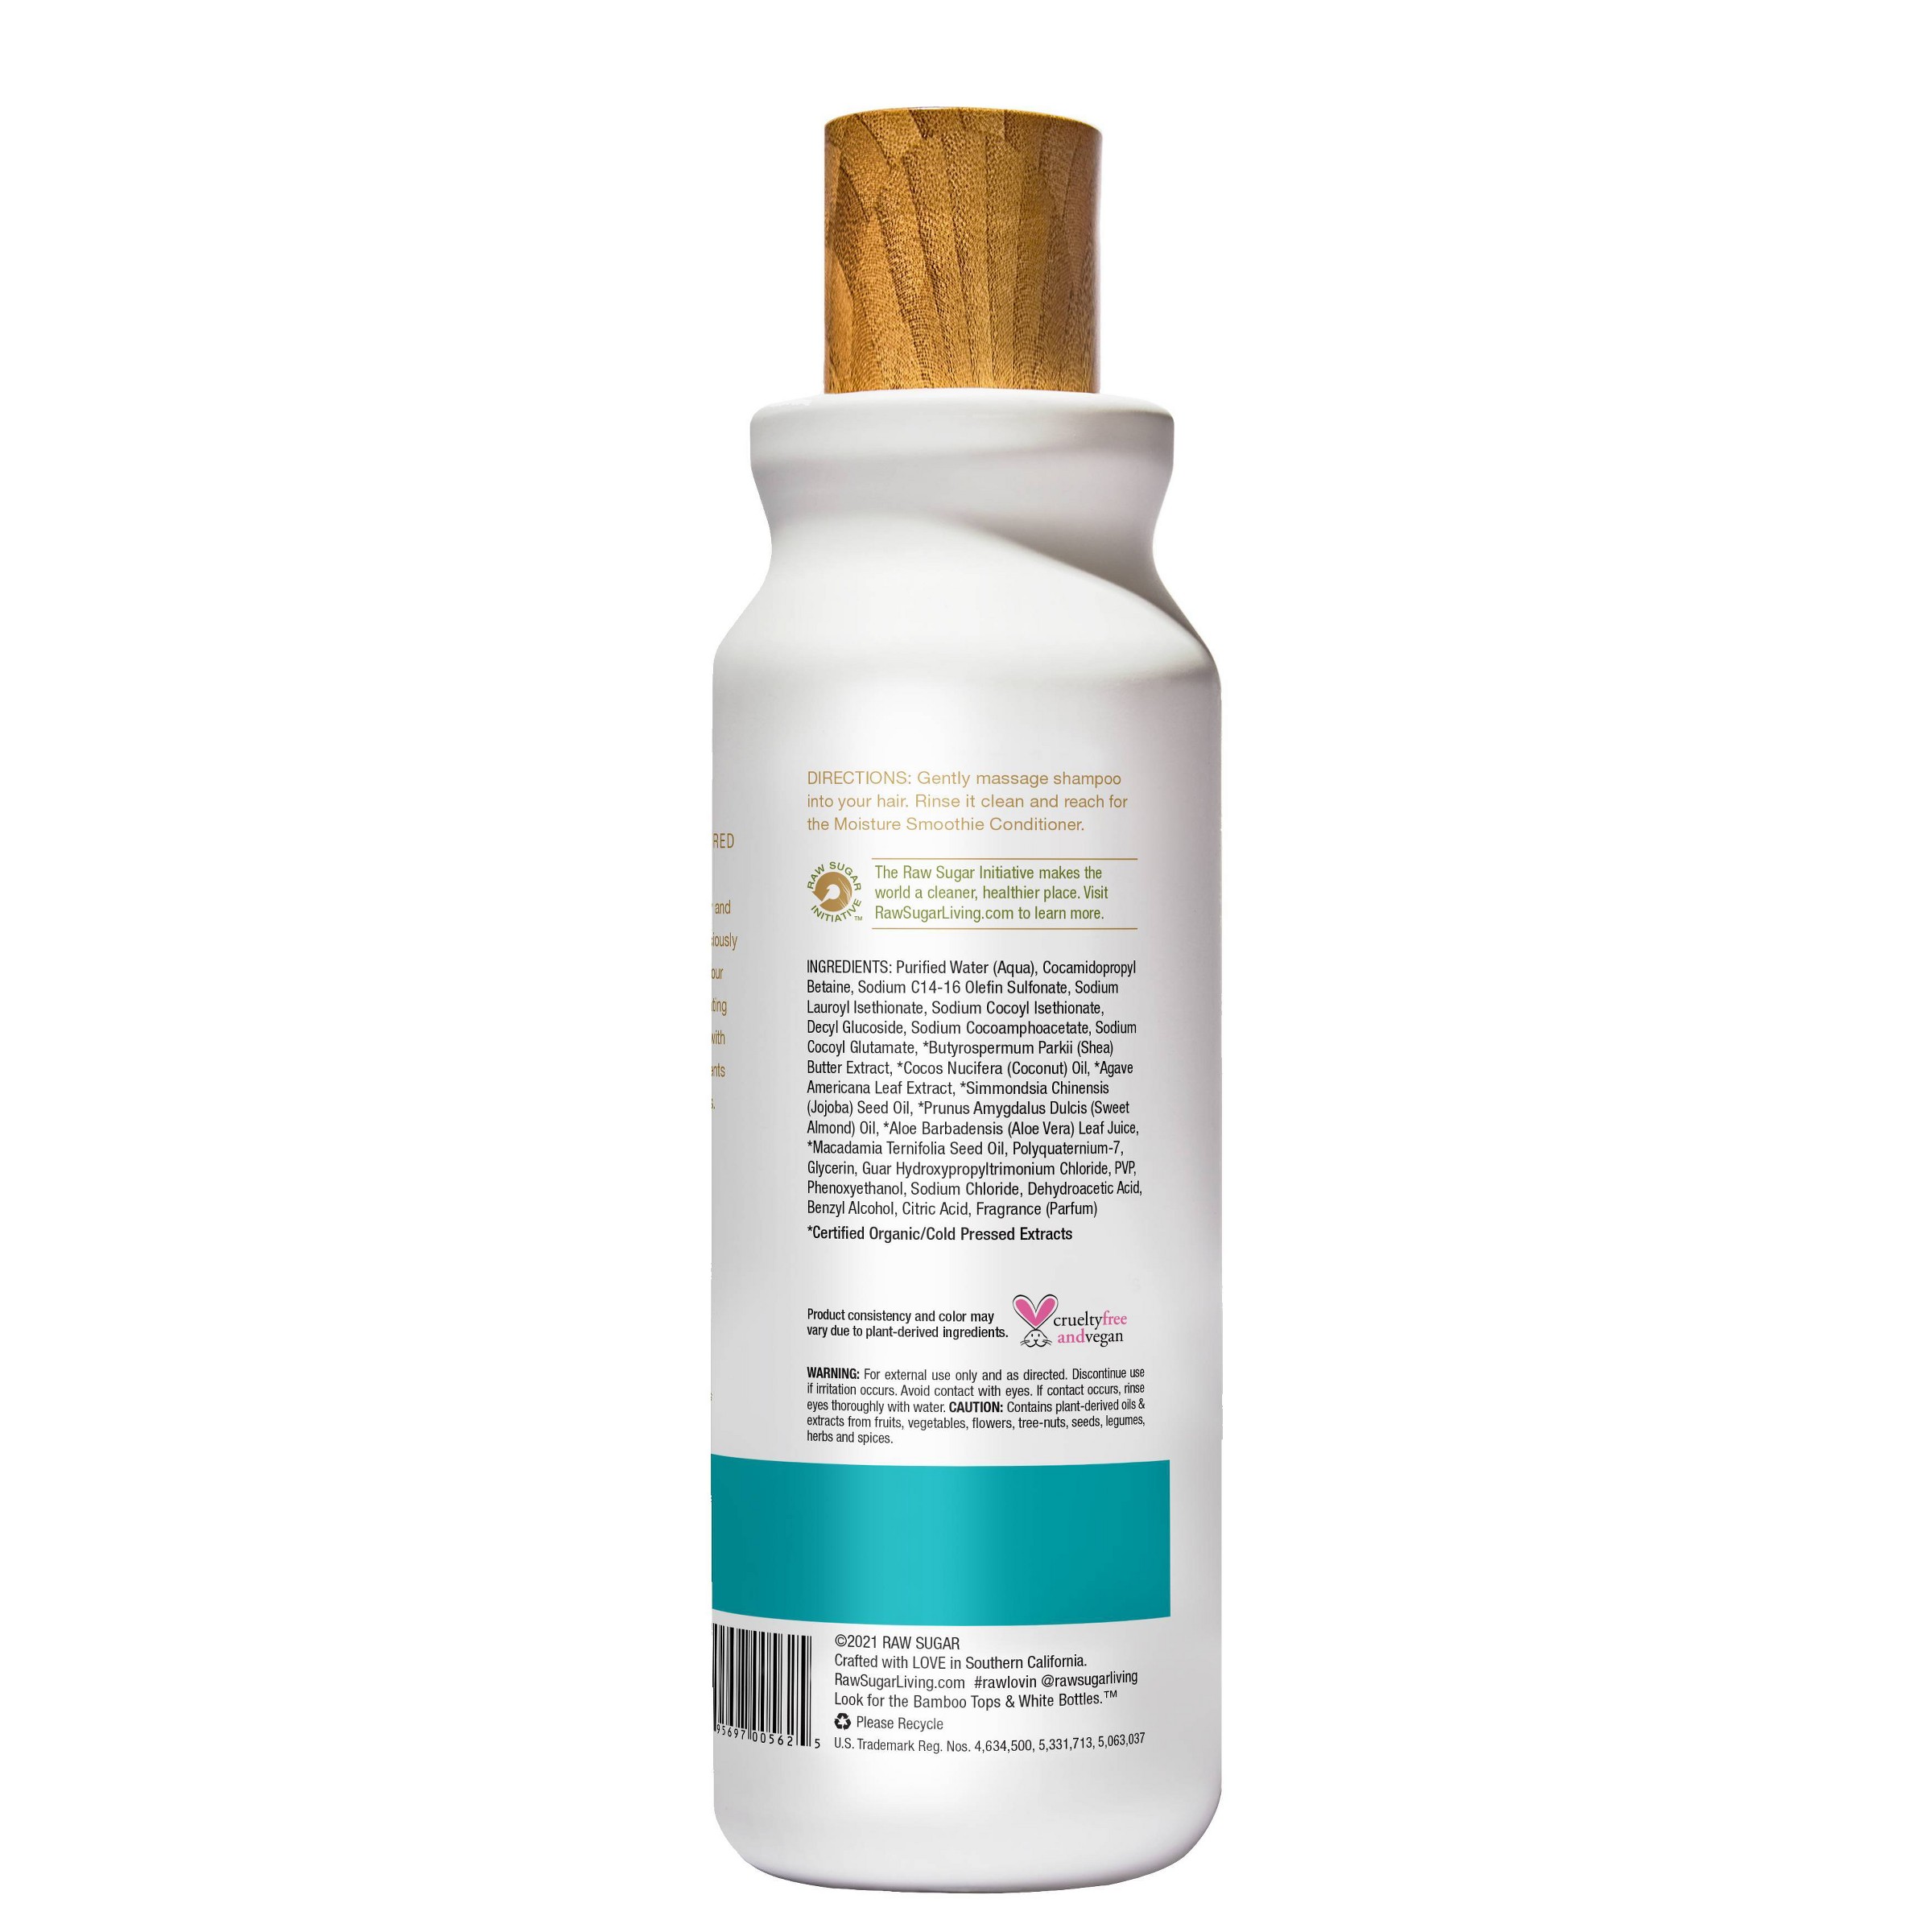 DIRECTIONS: Gently massage shampoo
into your hair. Rinse it clean and reach for
the Moisture Smoothie Conditioner.
RAW SUGAR
INITIATIVE™
The Raw Sugar Initiative makes the
world a cleaner, healthier place. Visit
RawSugarLiving.com to learn more.
and
with
INGREDIENTS: Purified Water (Aqua), Cocamidopropyl
Betaine, Sodium C14-16 Olefin Sulfonate, Sodium
Lauroyl Isethionate, Sodium Cocoyl Isethionate,
Decyl Glucoside, Sodium Cocoamphoacetate, Sodium
Cocoyl Glutamate, *Butyrospermum Parkii (Shea)
Butter Extract, *Cocos Nucifera (Coconut) Oil, *Agave
Americana Leaf Extract, *Simmondsia Chinensis
(Jojoba) Seed Oil, *Prunus Amygdalus Dulcis (Sweet
Almond) Oil, *Aloe Barbadensis (Aloe Vera) Leaf Juice,
*Macadamia Ternifolia Seed Oil, Polyquaternium-7,
Glycerin, Guar Hydroxypropyltrimonium Chloride, PVP,
Phenoxyethanol, Sodium Chloride, Dehydroacetic Acid,
Benzyl Alcohol, Citric Acid, Fragrance (Parfum)
*Certified Organic/Cold Pressed Extracts
Product consistency and color may
vary due to plant-derived ingredients.
crueltyfree
andvegan
WARNING: For external use only and as directed. Discontinue use
if irritation occurs. Avoid contact with eyes. If contact occurs, rinse
eyes thoroughly with water. CAUTION: Contains plant-derived oils &
extracts from fruits, vegetables, flowers, tree-nuts, seeds, legumes,
herbs and spices.
95697 00562 5
©2021 RAW SUGAR
Crafted with LOVE in Southern California.
RawSugarLiving.com #rawlovin @rawsugarliving
Look for the Bamboo Tops & White Bottles.™
Please Recycle
U.S. Trademark Reg. Nos. 4,634,500, 5,331,713, 5,063,037